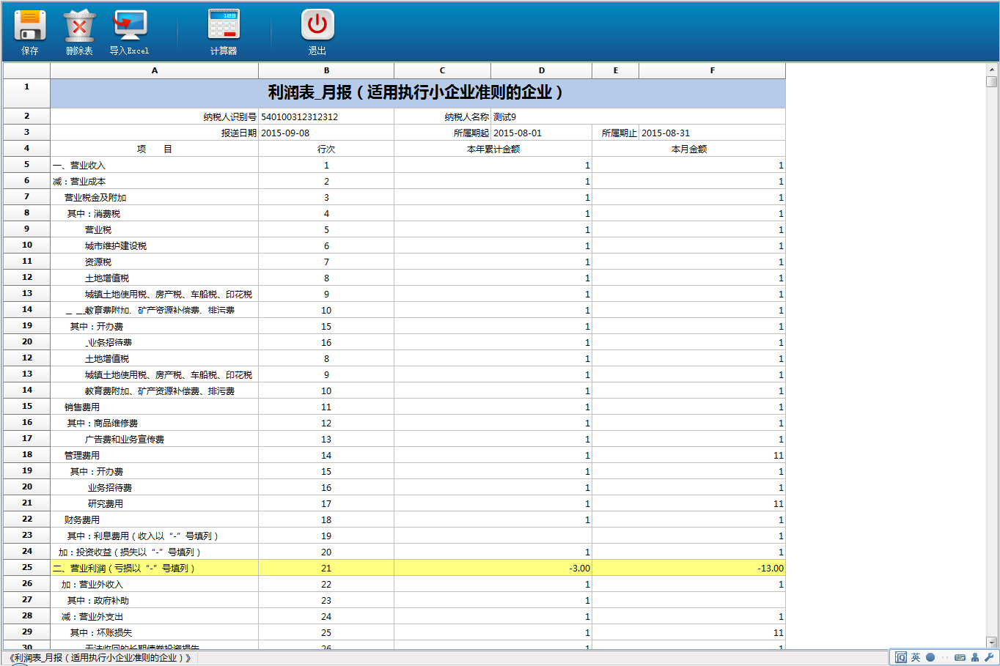 保存 删除表 导入Excel 计算器 退出
A B C D E F
1 利润表_月报（适用执行小企业准则的企业）
2 纳税人识别号 540100312312312 纳税人名称 测试9
3 报送日期 2015-09-08 所属期起 2015-08-01 所属期止 2015-08-31
4 项 目 行次 本年累计金额 本月金额
5 一、营业收入 1 1 1
6 减：营业成本 2 1 1
7 营业税金及附加 3 1 1
8 其中：消费税 4 1 1
9 营业税 5 1 1
10 城市维护建设税 6 1 1
11 资源税 7 1 1
12 土地增值税 8 1 1
13 城镇土地使用税、房产税、车船税、印花税 9 1 1
14 教育费附加、矿产资源补偿费、排污费 10 1 1
19 其中：开办费 15 1 1
20 业务招待费 16 1 1
12 土地增值税 8 1 1
13 城镇土地使用税、房产税、车船税、印花税 9 1 1
14 教育费附加、矿产资源补偿费、排污费 10 1 1
15 销售费用 11 1 1
16 其中：商品维修费 12 1 1
17 广告费和业务宣传费 13 1 1
18 管理费用 14 1 11
19 其中：开办费 15 1 1
20 业务招待费 16 1 1
21 研究费用 17 1 11
22 财务费用 18 1 1
23 其中：利息费用（收入以“-”号填列） 19 1
24 加：投资收益（损失以“-”号填列） 20 1 1
25 二、营业利润（亏损以“-”号填列） 21 -3.00 -13.00
26 加：营业外收入 22 1 1
27 其中：政府补助 23 1
28 减：营业外支出 24 1 1
29 其中：坏账损失 25 1 11
30 无法收回的长期债券投资损失 26 1 1
《利润表_月报（适用执行小企业准则的企业）》 英